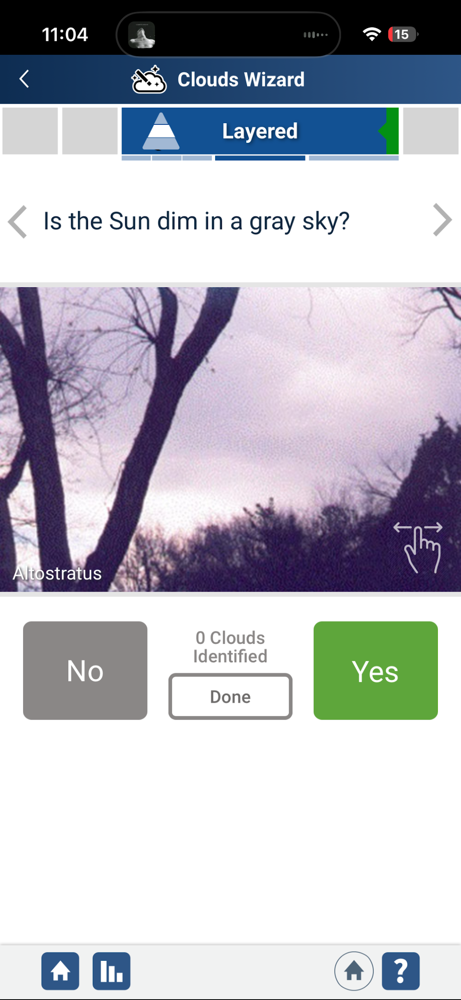 11:04
15
Clouds Wizard
Layered
Is the Sun dim in a gray sky?
Altostratus
No
0 Clouds
Identified
Done
Yes
?